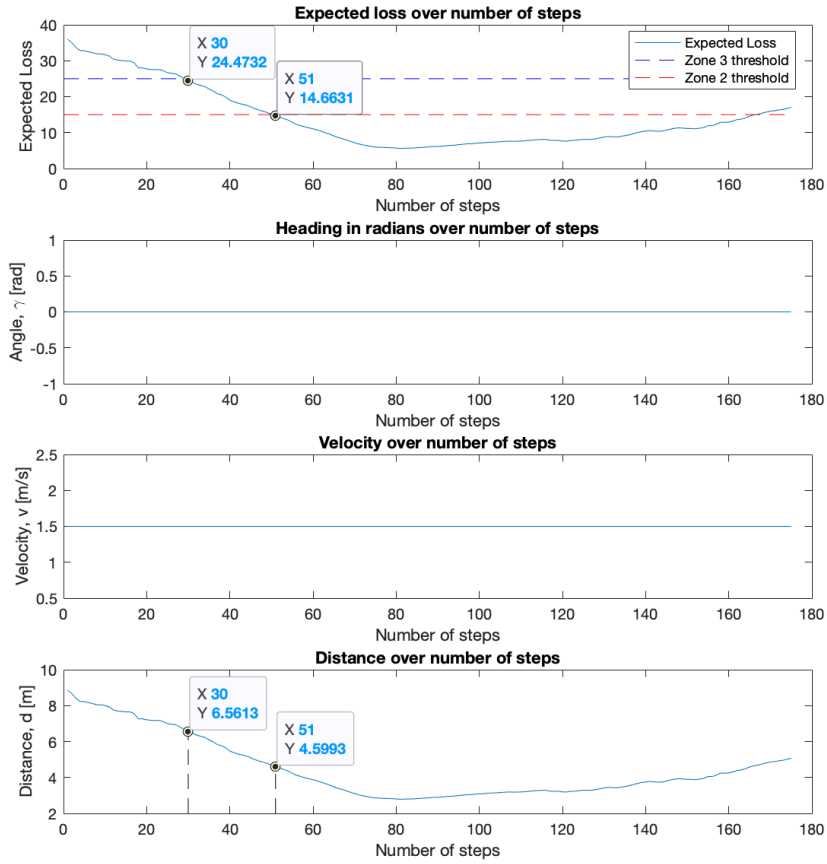 Expected loss over number of steps
40
30
20
10
0
Expected Loss
X 30
Y 24.4732
X 51
Y 14.6631
Expected Loss
Zone 3 threshold
Zone 2 threshold
0 20 40 60 80 100 120 140 160 180
Number of steps
Heading in radians over number of steps
1
0.5
0
-0.5
-1
Angle, γ [rad]
0 20 40 60 80 100 120 140 160 180
Number of steps
Velocity over number of steps
2.5
2
1.5
1
0.5
Velocity, v [m/s]
0 20 40 60 80 100 120 140 160 180
Number of steps
Distance over number of steps
10
8
6
4
2
Distance, d [m]
X 30
Y 6.5613
X 51
Y 4.5993
0 20 40 60 80 100 120 140 160 180
Number of steps